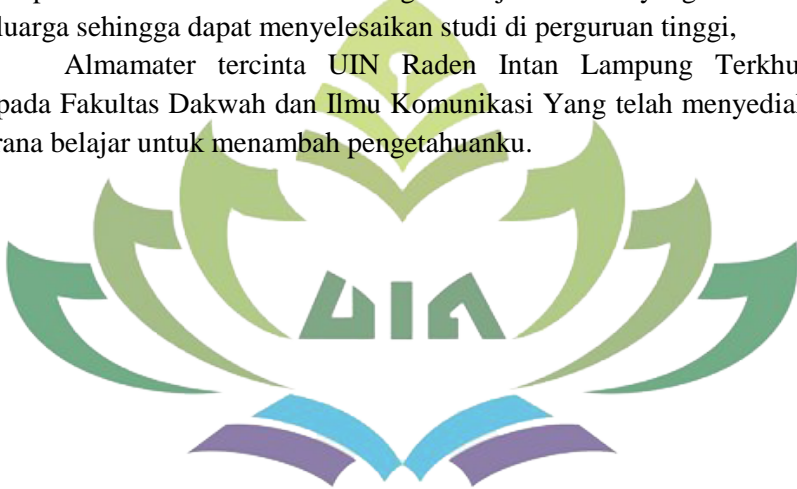 luarga sehingga dapat menyelesaikan studi di perguruan tinggi,
Almamater tercinta UIN Raden Intan Lampung Terkhu
pada Fakultas Dakwah dan Ilmu Komunikasi Yang telah menyedia
rana belajar untuk menambah pengetahuanku.
UIN